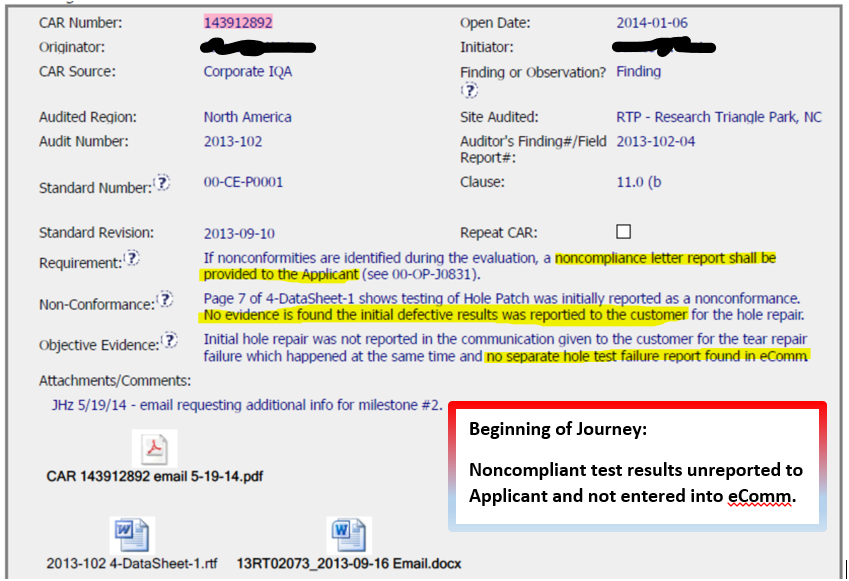 CAR Number: 143912892 Open Date: 2014-01-06
Originator: Initiator:
CAR Source: Corporate IQA Finding or Observation? Finding
?
Audited Region: North America Site Audited: RTP - Research Triangle Park, NC
Audit Number: 2013-102 Auditor's Finding#/Field 2013-102-04
Report#:
Standard Number: ? 00-CE-P0001 Clause: 11.0 (b
Standard Revision: 2013-09-10 Repeat CAR:
Requirement: ? If nonconformities are identified during the evaluation, a noncompliance letter report shall be
provided to the Applicant (see 00-OP-J0831).
Non-Conformance: ? Page 7 of 4-DataSheet-1 shows testing of Hole Patch was initially reported as a nonconformance.
No evidence is found the initial defective results was reportied to the customer for the hole repair.
Objective Evidence: ? Initial hole repair was not reported in the communication given to the customer for the tear repair
failure which happened at the same time and no separate hole test failure report found in eComm.
Attachments/Comments:
JHz 5/19/14 - email requesting additional info for milestone #2.
Beginning of Journey:
Noncompliant test results unreported to
Applicant and not entered into eComm.
CAR 143912892 email 5-19-14.pdf
2013-102 4-DataSheet-1.rtf 13RT02073_2013-09-16 Email.docx